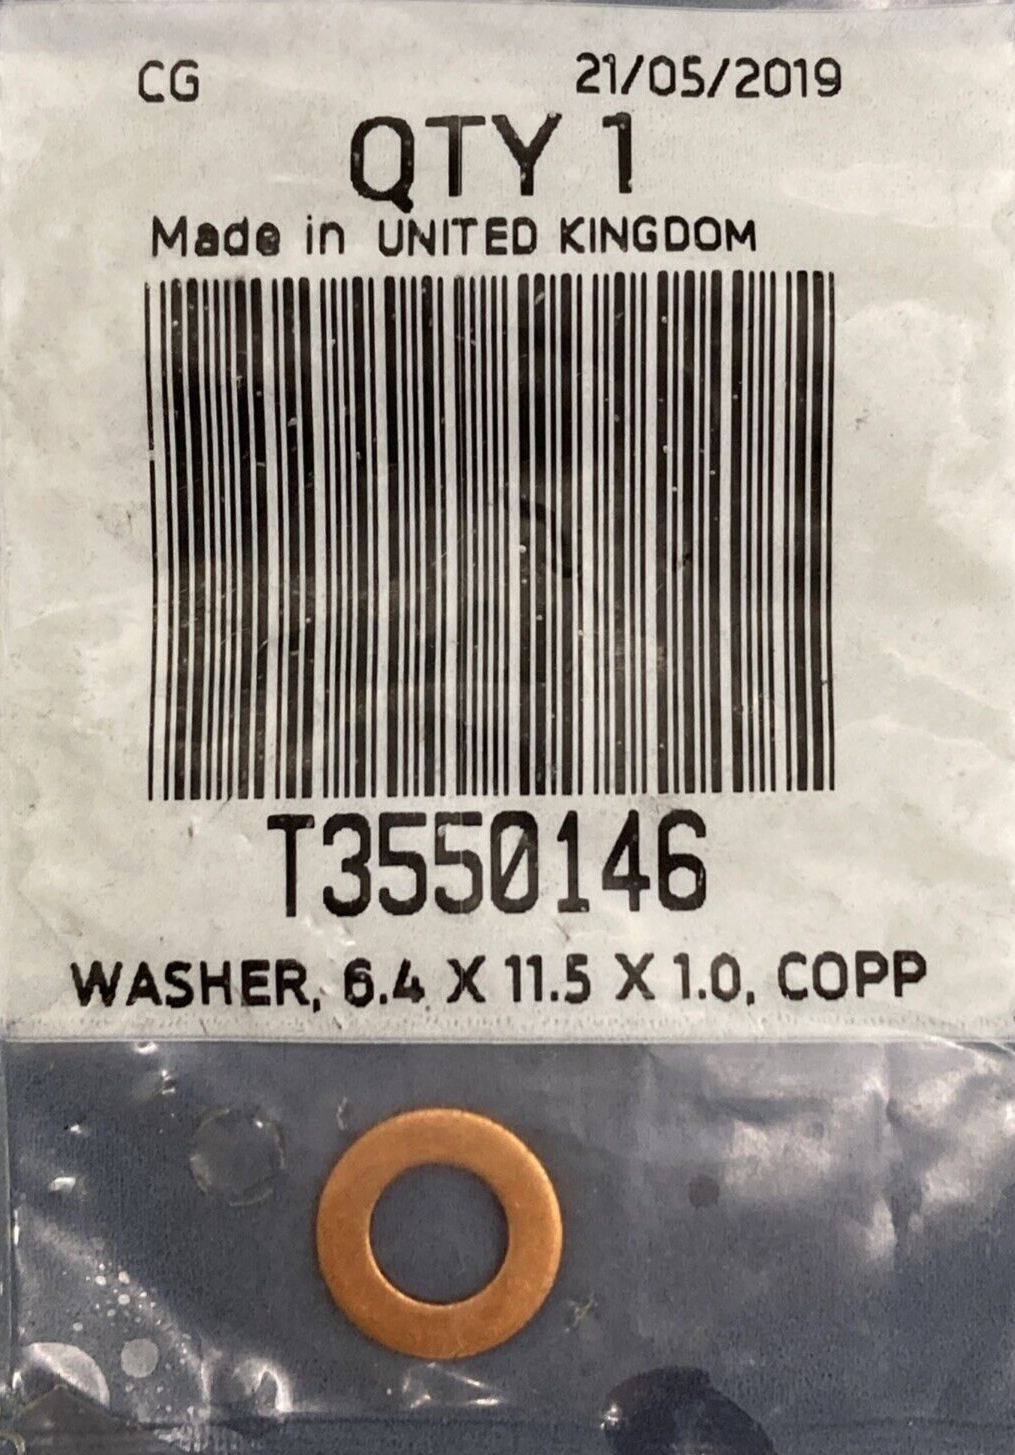 CG 21/05/2019
QTY 1
Made in UNITED KINGDOM
T3550146
WASHER, 6.4 X 11.5 X 1.0, COPP